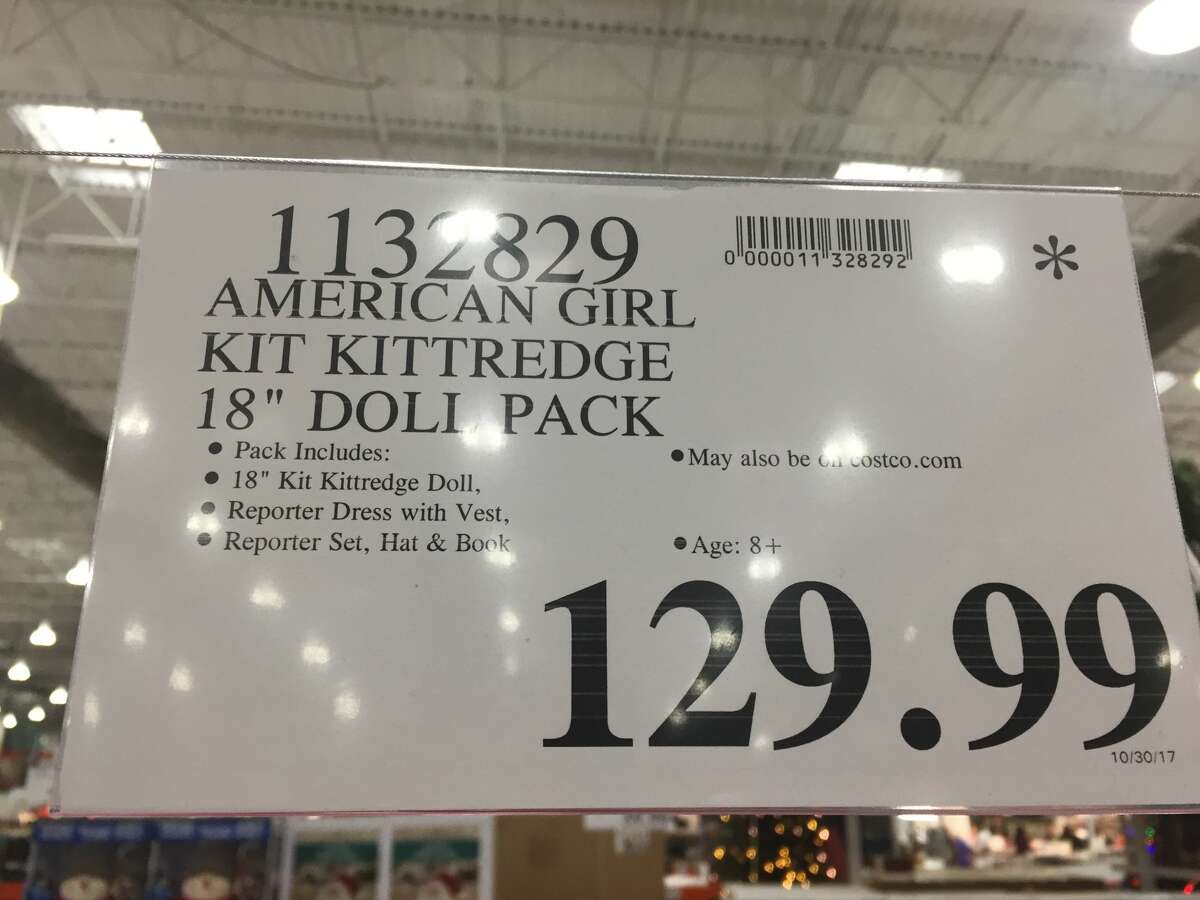 1132829
0 000011 328292
*
AMERICAN GIRL
KIT KITTREDGE
18" DOLL PACK
• Pack Includes:
• 18" Kit Kittredge Doll,
• Reporter Dress with Vest,
• Reporter Set, Hat & Book
• May also be on costco.com
• Age: 8+
129.99
10/30/17